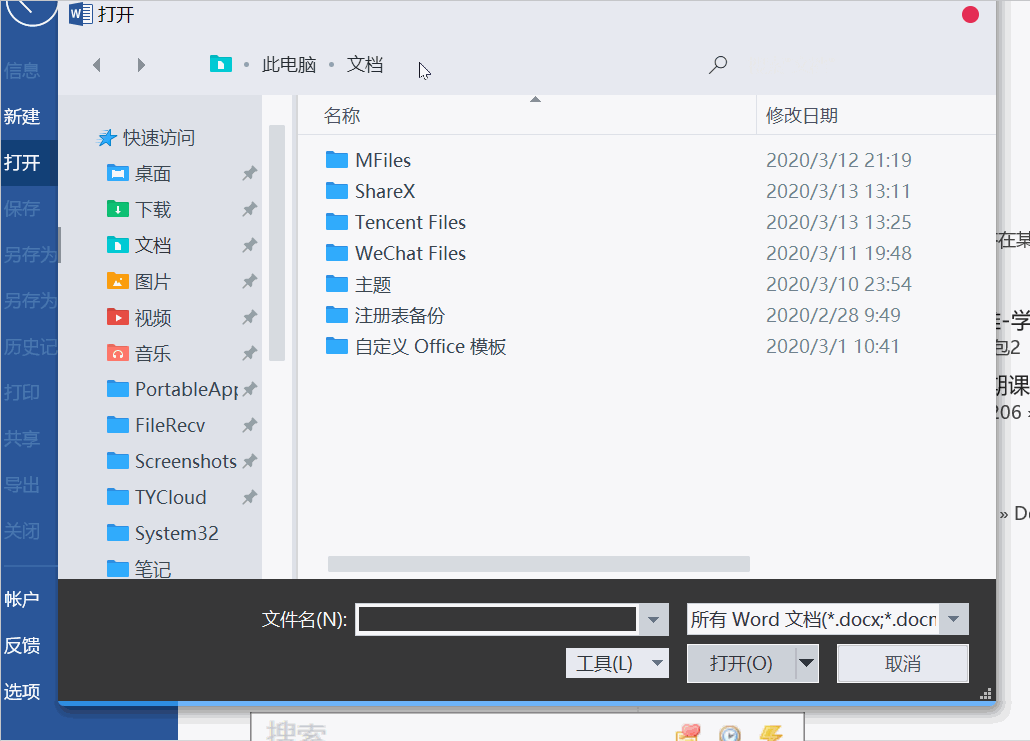 打开
信息
新建
打开
保存
另存为
另存为
历史记
打印
共享
导出
关闭
帐户
反馈
选项
此电脑 • 文档
快速访问
桌面
下载
文档
图片
视频
音乐
PortableApp
FileRecv
Screenshots
TYCloud
System32
笔记
名称 修改日期
MFiles 2020/3/12 21:19
ShareX 2020/3/13 13:11
Tencent Files 2020/3/13 13:25
WeChat Files 2020/3/11 19:48
主题 2020/3/10 23:54
注册表备份 2020/2/28 9:49
自定义 Office 模板 2020/3/1 10:41
文件名(N): 所有 Word 文档(*.docx;*.docm
工具(L) 打开(O) 取消
在某
-学
包2
期课
206 »
» De
搜索